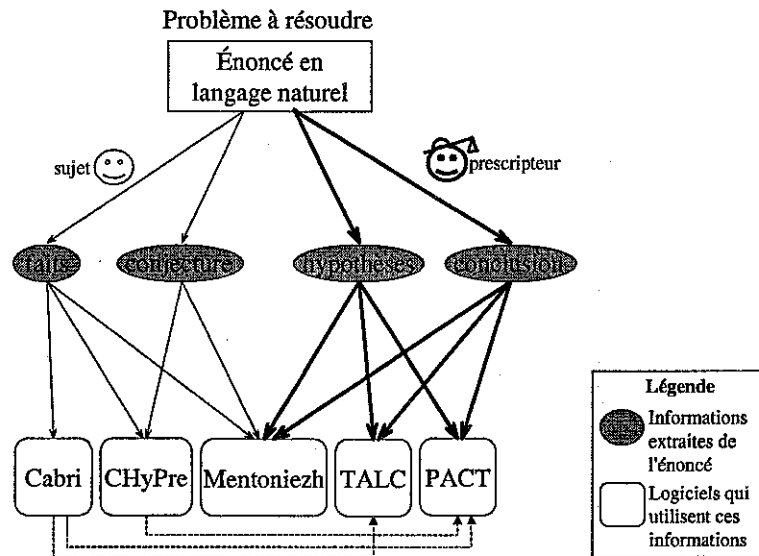 Problème à résoudre
Énoncé en
langage naturel
sujet
prescripteur
faits
conjecture
hypothèses
conclusion
Cabri
CHyPre
Mentoniezh
TALC
PACT
Légende
Informations
extraites de
l'énoncé
Logiciels qui
utilisent ces
informations